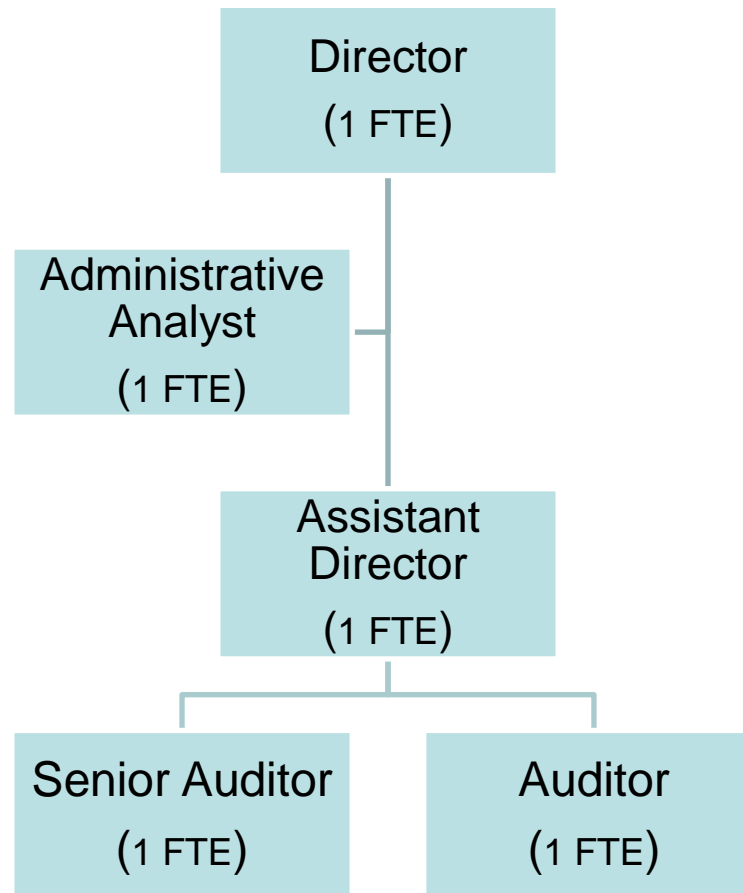 Director
(1 FTE)
Administrative
Analyst
(1 FTE)
Assistant
Director
(1 FTE)
Senior Auditor
(1 FTE)
Auditor
(1 FTE)